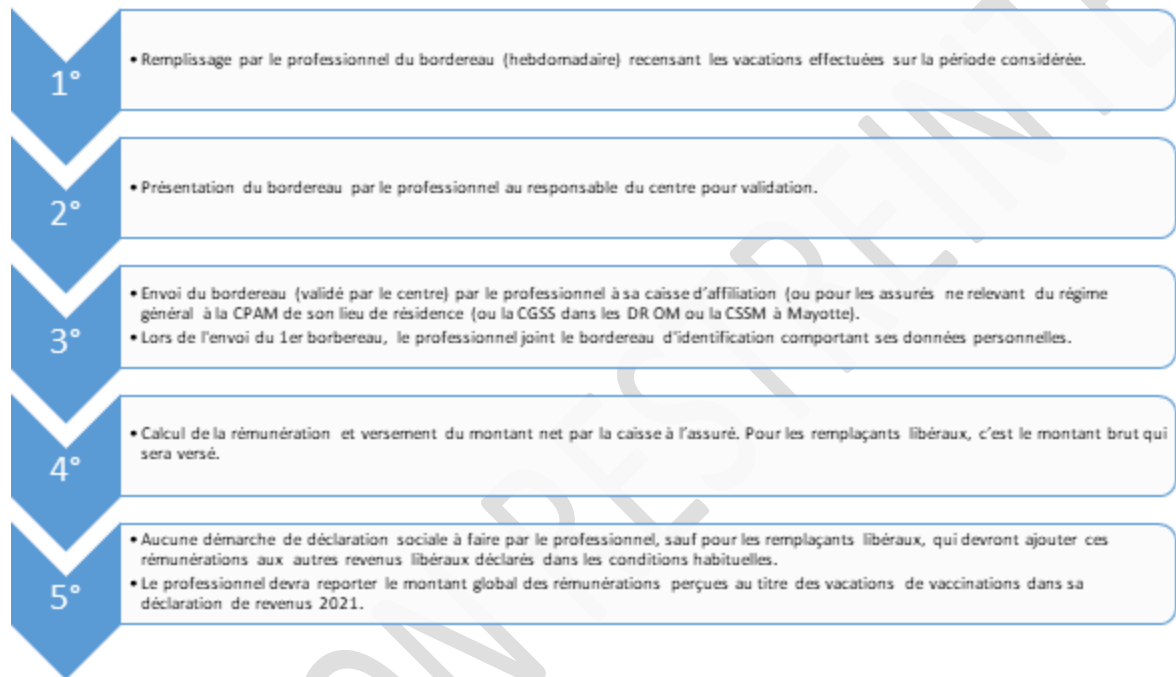 1°
• Remplissage par le professionnel du bordereau (hebdomadaire) recensant les vacations effectuées sur la période considérée.
2°
• Présentation du bordereau par le professionnel au responsable du centre pour validation.
3°
• Envoi du bordereau (validé par le centre) par le professionnel à sa caisse d'affiliation (ou pour les assurés ne relevant du régime
général à la CPAM de son lieu de résidence (ou la CGSS dans les DROM ou la CSSM à Mayotte).
• Lors de l'envoi du 1er borbereau, le professionnel joint le bordereau d'identification comportant ses données personnelles.
4°
• Calcul de la rémunération et versement du montant net par la caisse à l'assuré. Pour les remplaçants libéraux, c'est le montant brut qui
sera versé.
5°
• Aucune démarche de déclaration sociale à faire par le professionnel, sauf pour les remplaçants libéraux, qui devront ajouter ces
rémunérations aux autres revenus libéraux déclarés dans les conditions habituelles.
• Le professionnel devra reporter le montant global des rémunérations perçues au titre des vacations de vaccinations dans sa
déclaration de revenus 2021.
ON RESTREINTE